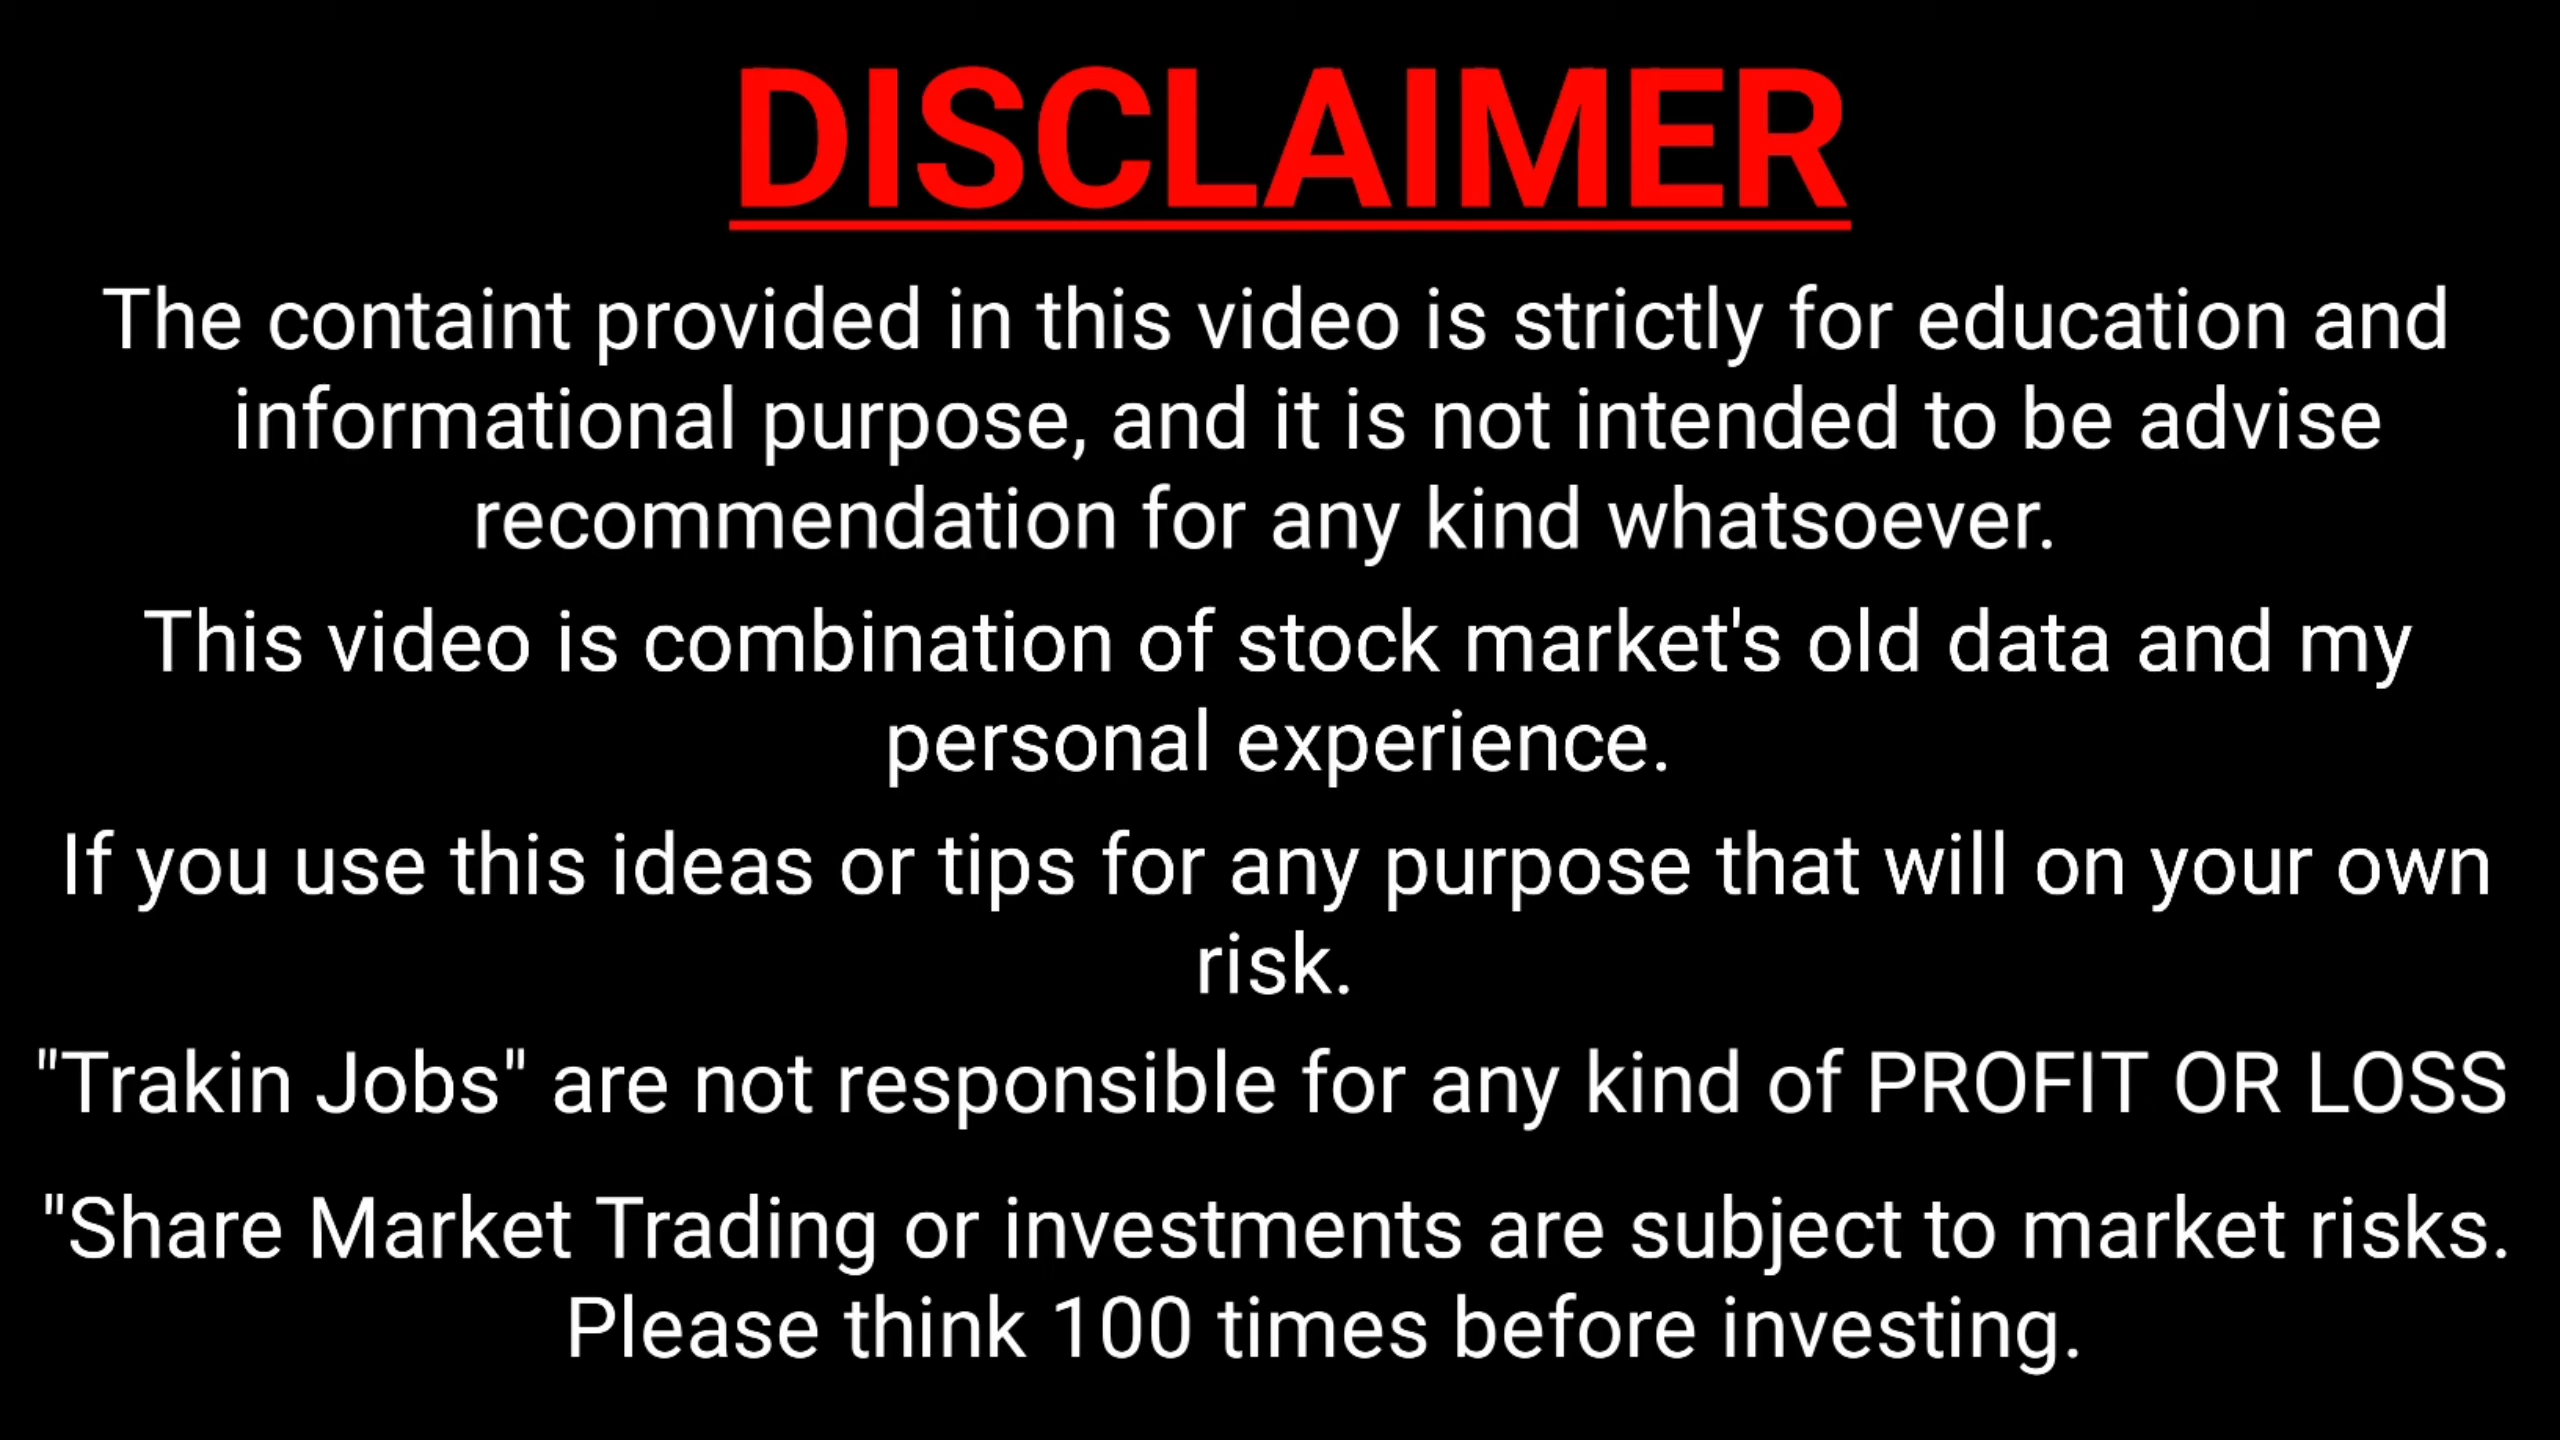 DISCLAIMER
The containt provided in this video is strictly for education and
informational purpose, and it is not intended to be advise
recommendation for any kind whatsoever.
This video is combination of stock market's old data and my
personal experience.
If you use this ideas or tips for any purpose that will on your own
risk.
"Trakin Jobs" are not responsible for any kind of PROFIT OR LOSS
"Share Market Trading or investments are subject to market risks.
Please think 100 times before investing.